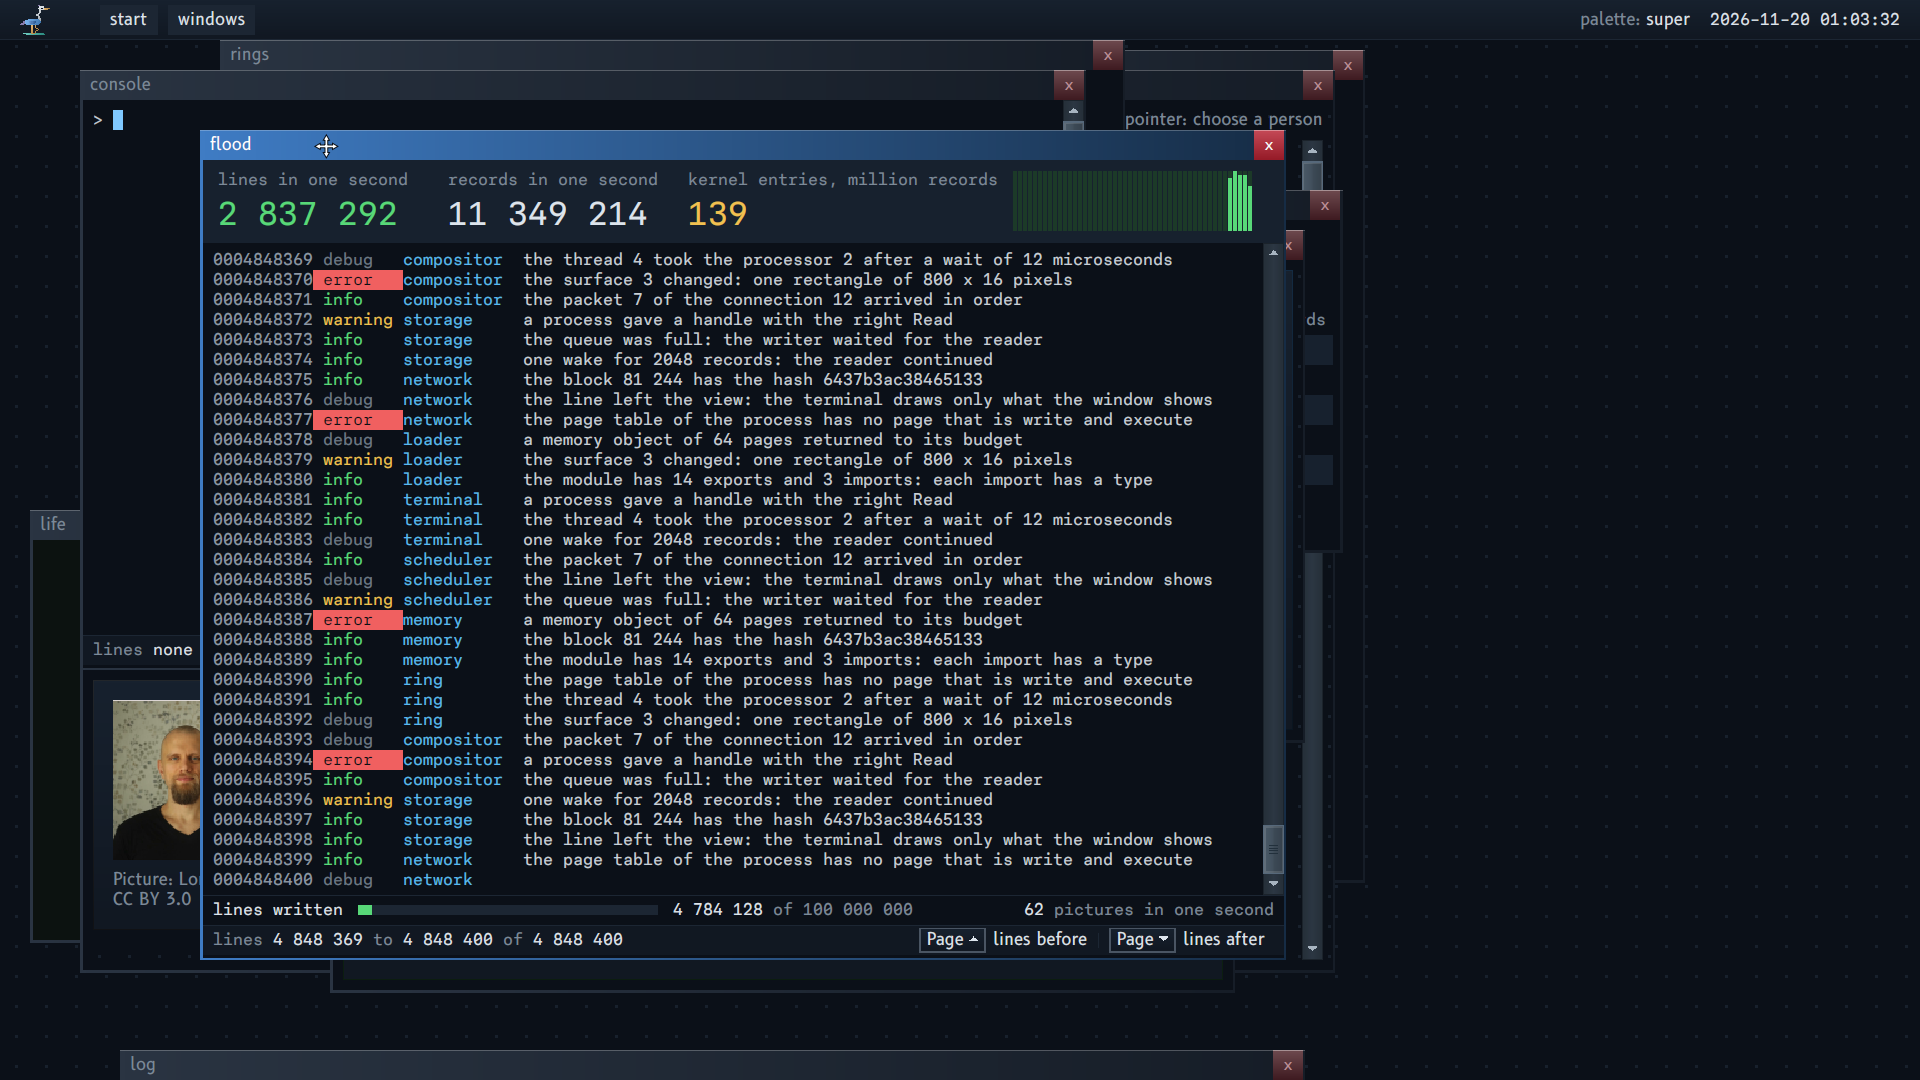 start windows palette: super 2026-11-20 01:03:32
rings x
x
console x
x
> 
pointer: choose a person
flood x
x
x
ds
lines in one second records in one second kernel entries, million records
2 837 292 11 349 214 139
0004848369 debug compositor the thread 4 took the processor 2 after a wait of 12 microseconds
0004848370 error compositor the surface 3 changed: one rectangle of 800 x 16 pixels
0004848371 info compositor the packet 7 of the connection 12 arrived in order
0004848372 warning storage a process gave a handle with the right Read
0004848373 info storage the queue was full: the writer waited for the reader
0004848374 info storage one wake for 2048 records: the reader continued
0004848375 info network the block 81 244 has the hash 6437b3ac38465133
0004848376 debug network the line left the view: the terminal draws only what the window shows
0004848377 error network the page table of the process has no page that is write and execute
0004848378 debug loader a memory object of 64 pages returned to its budget
0004848379 warning loader the surface 3 changed: one rectangle of 800 x 16 pixels
0004848380 info loader the module has 14 exports and 3 imports: each import has a type
0004848381 info terminal a process gave a handle with the right Read
0004848382 info terminal the thread 4 took the processor 2 after a wait of 12 microseconds
0004848383 debug terminal one wake for 2048 records: the reader continued
0004848384 info scheduler the packet 7 of the connection 12 arrived in order
0004848385 debug scheduler the line left the view: the terminal draws only what the window shows
0004848386 warning scheduler the queue was full: the writer waited for the reader
0004848387 error memory a memory object of 64 pages returned to its budget
0004848388 info memory the block 81 244 has the hash 6437b3ac38465133
0004848389 info memory the module has 14 exports and 3 imports: each import has a type
0004848390 info ring the page table of the process has no page that is write and execute
0004848391 info ring the thread 4 took the processor 2 after a wait of 12 microseconds
0004848392 debug ring the surface 3 changed: one rectangle of 800 x 16 pixels
0004848393 debug compositor the packet 7 of the connection 12 arrived in order
0004848394 error compositor a process gave a handle with the right Read
0004848395 info compositor the queue was full: the writer waited for the reader
0004848396 warning storage one wake for 2048 records: the reader continued
0004848397 info storage the block 81 244 has the hash 6437b3ac38465133
0004848398 info storage the line left the view: the terminal draws only what the window shows
0004848399 info network the page table of the process has no page that is write and execute
0004848400 debug network
lines written 4 784 128 of 100 000 000 62 pictures in one second
lines 4 848 369 to 4 848 400 of 4 848 400 Page lines before Page lines after
life
lines none
Picture: Lo
CC BY 3.0
log x